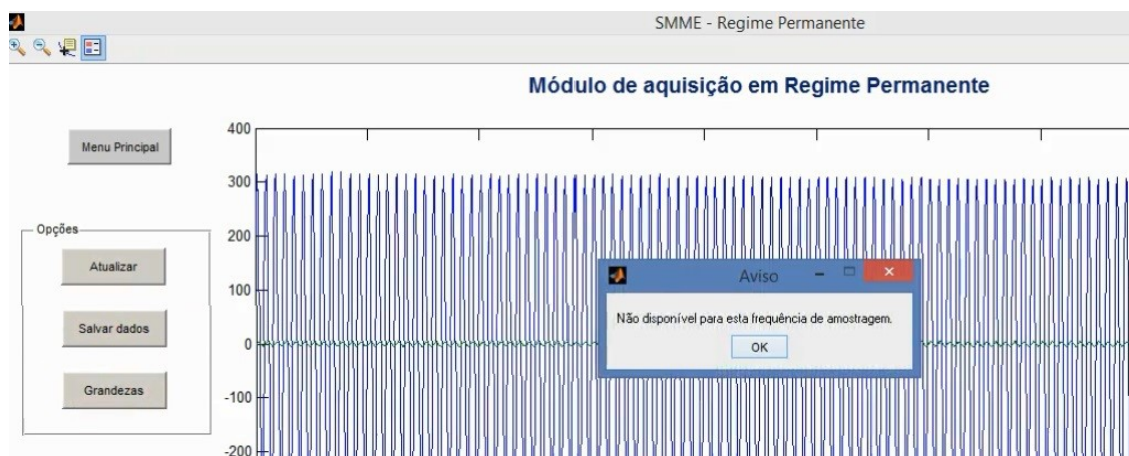 SMME - Regime Permanente
Módulo de aquisição em Regime Permanente
Menu Principal
Opções
Atualizar
Salvar dados
Grandezas
400
300
200
100
0
-100
-200
Aviso
Não disponível para esta frequência de amostragem.
OK